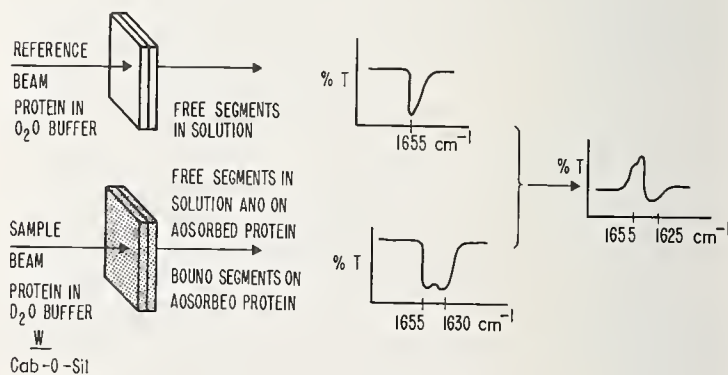 REFERENCE
BEAM
PROTEIN IN
O2O BUFFER
FREE SEGMENTS
IN SOLUTION
% T
1655 cm-1
FREE SEGMENTS IN
SOLUTION ANO ON
AOSORBED PROTEIN
SAMPLE
BEAM
PROTEIN IN
D2O BUFFER
W
Cab-O-Sil
BOUNO SEGMENTS ON
AOSORBEO PROTEIN
% T
1655 1630 cm-1
% T
1655 1625 cm-1